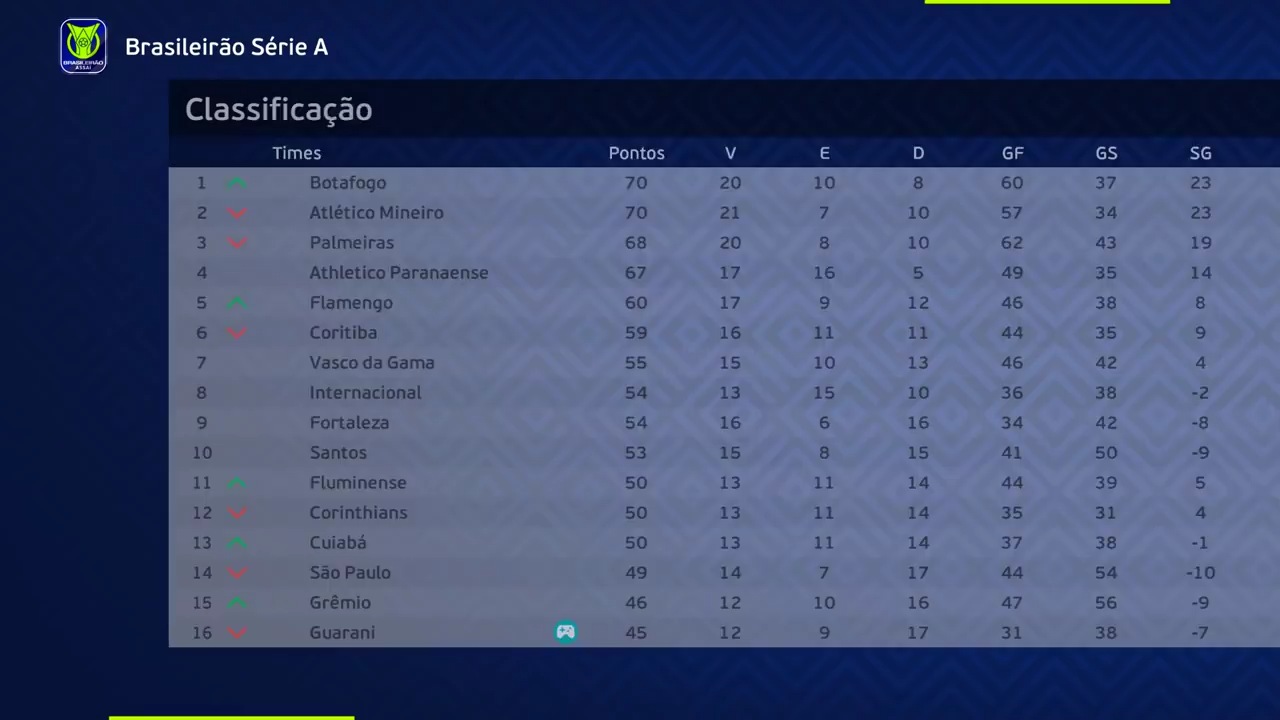 Brasileirão Série A
BRASILEIRÃO
ASSAÍ
Classificação
Times Pontos V E D GF GS SG
1 Botafogo 70 20 10 8 60 37 23
2 Atlético Mineiro 70 21 7 10 57 34 23
3 Palmeiras 68 20 8 10 62 43 19
4 Athletico Paranaense 67 17 16 5 49 35 14
5 Flamengo 60 17 9 12 46 38 8
6 Coritiba 59 16 11 11 44 35 9
7 Vasco da Gama 55 15 10 13 46 42 4
8 Internacional 54 13 15 10 36 38 -2
9 Fortaleza 54 16 6 16 34 42 -8
10 Santos 53 15 8 15 41 50 -9
11 Fluminense 50 13 11 14 44 39 5
12 Corinthians 50 13 11 14 35 31 4
13 Cuiabá 50 13 11 14 37 38 -1
14 São Paulo 49 14 7 17 44 54 -10
15 Grêmio 46 12 10 16 47 56 -9
16 Guarani 45 12 9 17 31 38 -7